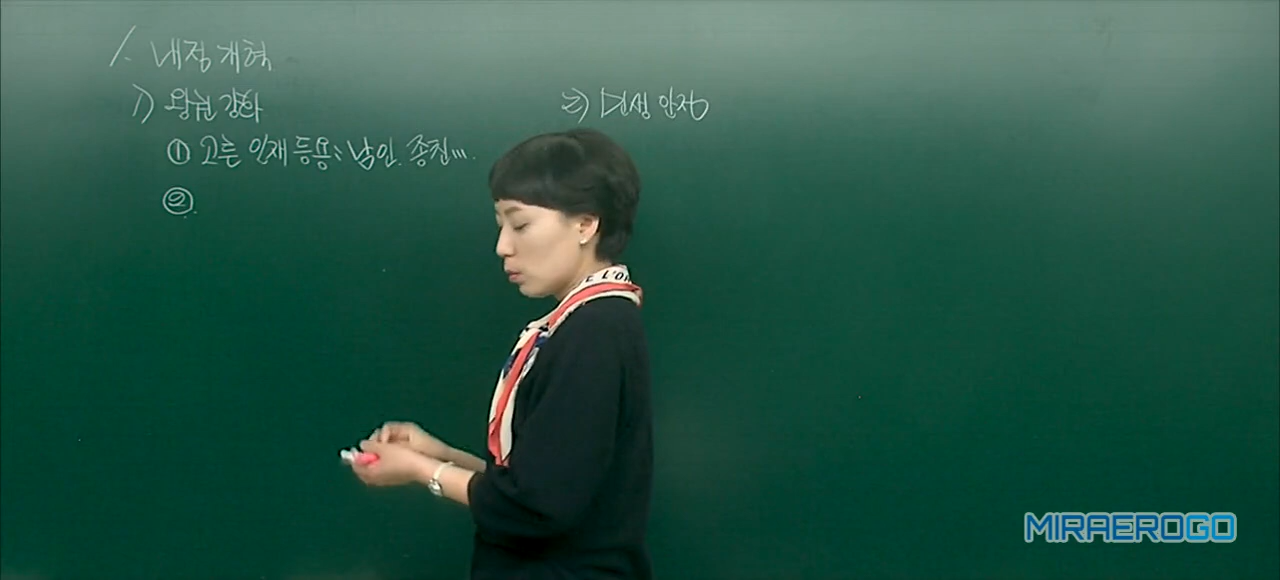 1. 내정 개혁
1) 왕권 강화
① 고른 인재 등용 : 남인. 종친…
②
2) 민생 안정
E L'OR
MIRAEROGO